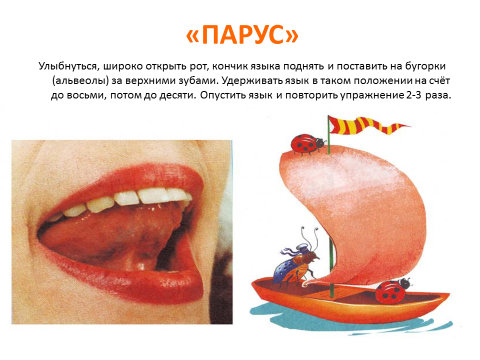 «ПАРУС»
Улыбнуться, широко открыть рот, кончик языка поднять и поставить на бугорки
(альвеолы) за верхними зубами. Удерживать язык в таком положении на счёт
до восьми, потом до десяти. Опустить язык и повторить упражнение 2-3 раза.